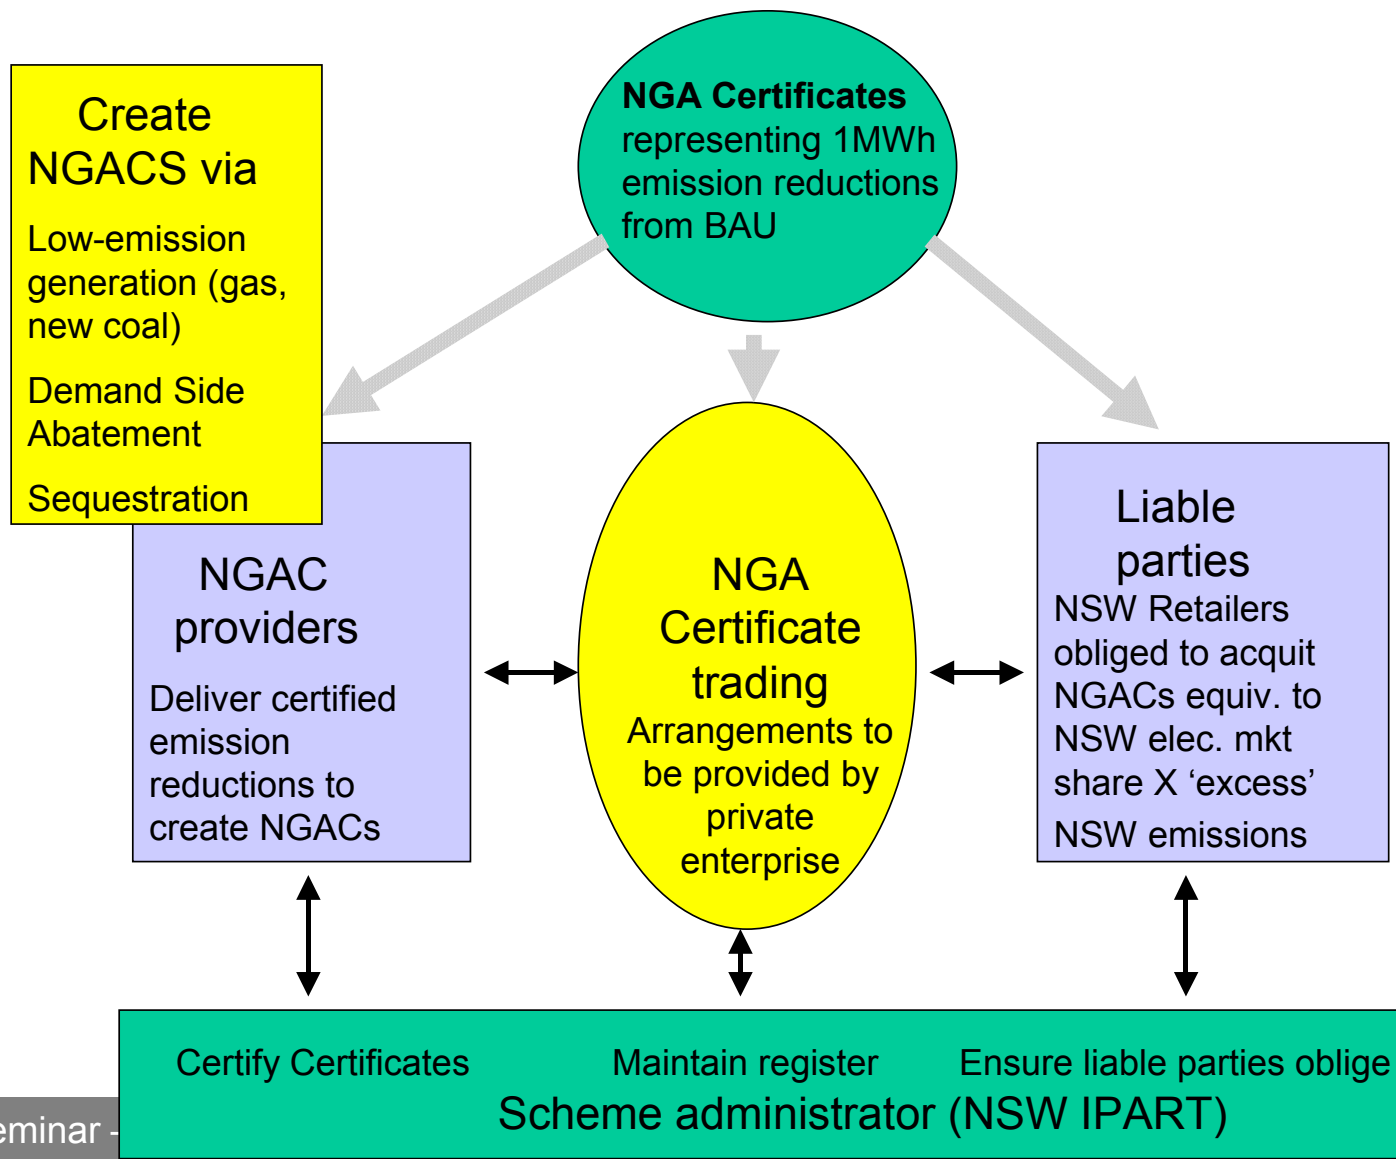 Create
NGACS via
Low-emission
generation (gas,
new coal)
Demand Side
Abatement
Sequestration
NGA Certificates
representing 1MWh
emission reductions
from BAU
NGAC
providers
Deliver certified
emission
reductions to
create NGACs
NGA
Certificate
trading
Arrangements to
be provided by
private
enterprise
Liable
parties
NSW Retailers
obliged to acquit
NGACs equiv. to
NSW elec. mkt
share X ‘excess’
NSW emissions
Certify Certificates Maintain register Ensure liable parties oblige
Scheme administrator (NSW IPART)
eminar -